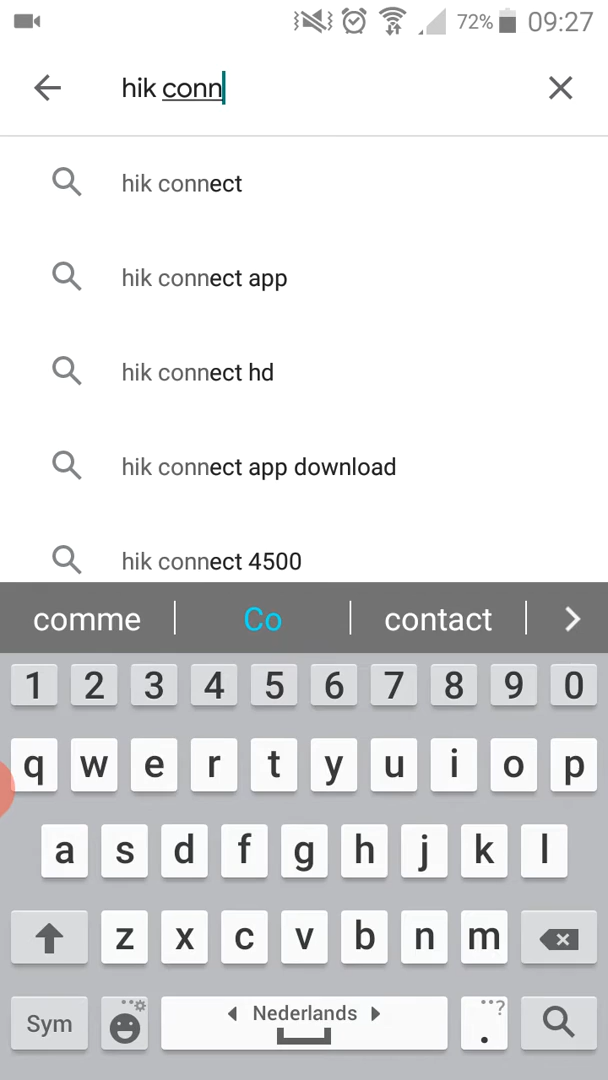 72% 09:27
hik conn
hik connect
hik connect app
hik connect hd
hik connect app download
hik connect 4500
comme Co contact
1 2 3 4 5 6 7 8 9 0
q w e r t y u i o p
a s d f g h j k l
z x c v b n m
Sym Nederlands . ?